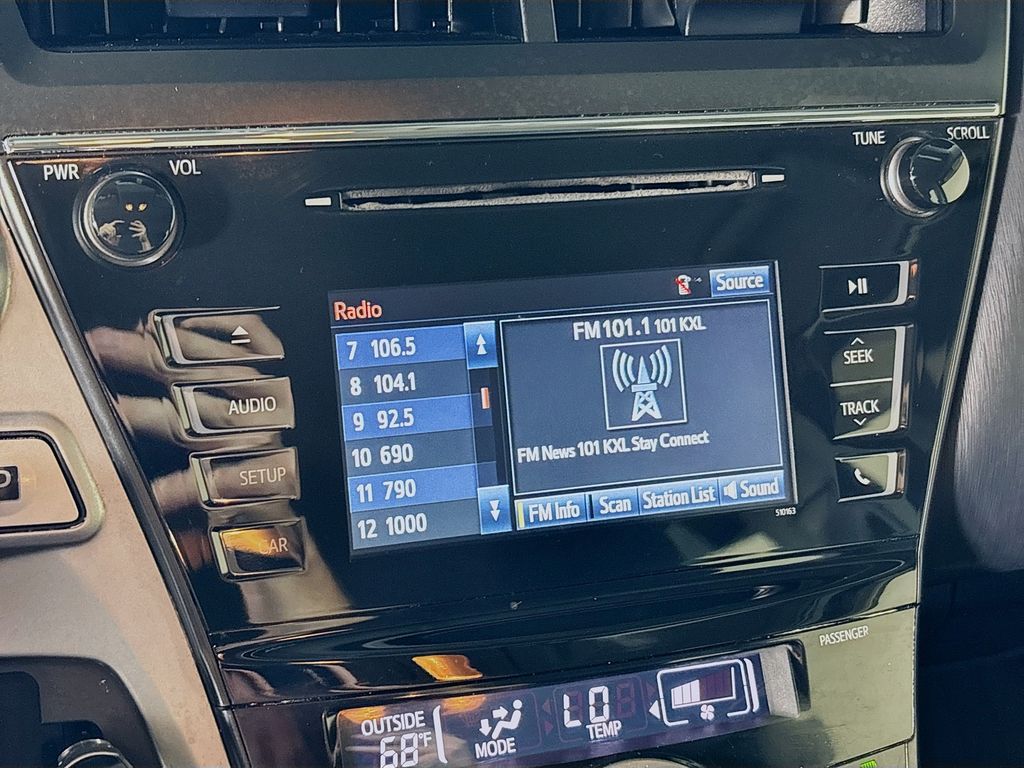 PWR
VOL
TUNE
SCROLL
Radio
Source
7 106.5
8 104.1
9 92.5
10 690
11 790
12 1000
FM101.1 101 KXL
FM News 101 KXL Stay Connect
FM Info
Scan
Station List
Sound
510163
AUDIO
SETUP
CAR
SEEK
TRACK
P
PASSENGER
OUTSIDE
68°F
MODE
LO
TEMP